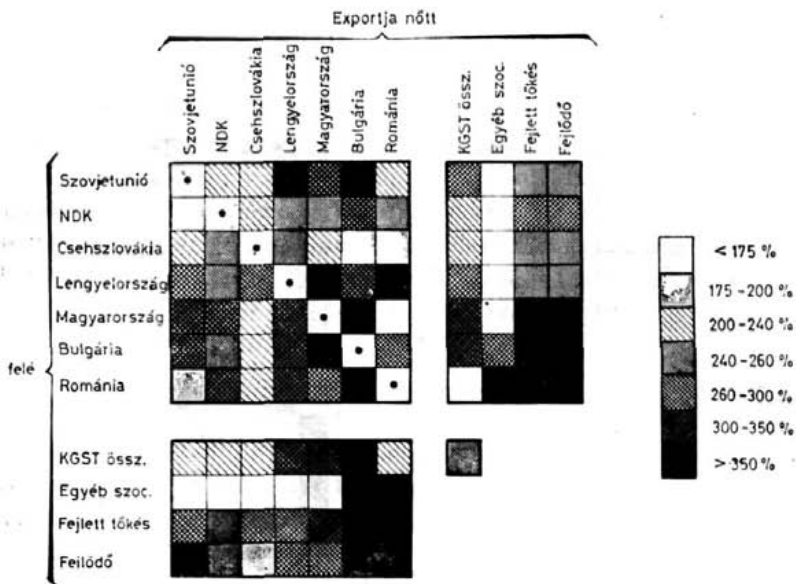 Exportja nőtt
Szovjetunió
NDK
Csehszlovákia
Lengyelország
Magyarország
Bulgária
Románia
KGST össz.
Egyéb szoc.
Fejlett tőkés
Fejlődő
felé
Szovjetunió
NDK
Csehszlovákia
Lengyelország
Magyarország
Bulgária
Románia
KGST össz.
Egyéb szoc.
Fejlett tőkés
Feilődő
< 175 %
175 - 200 %
200 - 240 %
240 - 260 %
260 - 300 %
300 - 350 %
> 350 %